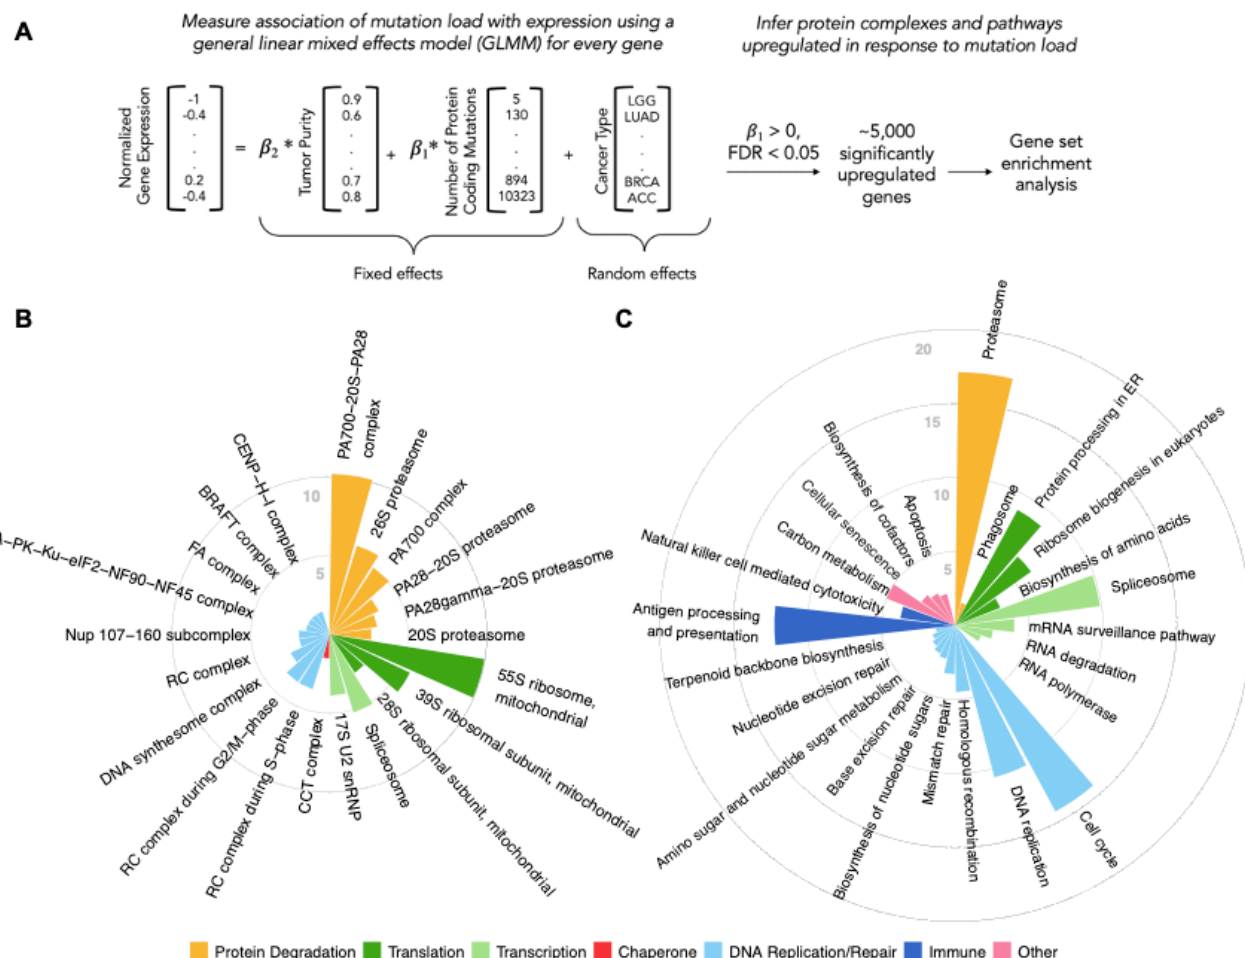 A
Measure association of mutation load with expression using a
general linear mixed effects model (GLMM) for every gene
Infer protein complexes and pathways
upregulated in response to mutation load
Normalized
Gene Expression
-1
-0.4
.
.
.
0.2
-0.4
=
β2 *
Tumor Purity
0.9
0.6
.
.
.
0.7
0.8
+
β1*
Number of Protein
Coding Mutations
5
130
.
.
.
894
10323
+
Cancer Type
LGG
LUAD
.
.
.
BRCA
ACC
β1 > 0,
FDR < 0.05
~5,000
significantly
upregulated
genes
Gene set
enrichment
analysis
Fixed effects
Random effects
B
10
5
PA700-20S-PA28
complex
26S proteasome
PA700 complex
PA28-20S proteasome
PA28gamma-20S proteasome
20S proteasome
55S ribosome,
mitochondrial
39S ribosomal subunit, mitochondrial
28S ribosomal subunit, mitochondrial
Spliceosome
17S U2 snRNP
CCT complex
RC complex during S-phase
RC complex during G2/M-phase
DNA synthesome complex
RC complex
Nup 107-160 subcomplex
-PK-Ku-eIF2-NF90-NF45 complex
FA complex
BRAFT complex
CENP-H-I complex
C
20
15
10
5
Proteasome
Phagosome
Protein processing in ER
Ribosome biogenesis in eukaryotes
Biosynthesis of amino acids
Spliceosome
mRNA surveillance pathway
RNA degradation
RNA polymerase
Cell cycle
DNA replication
Homologous recombination
Mismatch repair
Biosynthesis of nucleotide sugars
Base excision repair
Amino sugar and nucleotide sugar metabolism
Nucleotide excision repair
Terpenoid backbone biosynthesis
Antigen processing
and presentation
Natural killer cell mediated cytotoxicity
Carbon metabolism
Cellular senescence
Biosynthesis
of cofactors
Apoptosis
Protein Degradation
Translation
Transcription
Chaperone
DNA Replication/Repair
Immune
Other